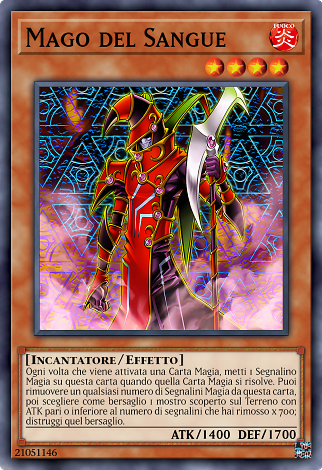 Mago del Sangue
FUOCO
炎
[Incantatore/Effetto]
Ogni volta che viene attivata una Carta Magia, metti 1 Segnalino
Magia su questa carta quando quella Carta Magia si risolve. Puoi
rimuovere un qualsiasi numero di Segnalini Magia da questa carta,
poi scegliere come bersaglio 1 mostro scoperto sul Terreno con
ATK pari o inferiore al numero di segnalini che hai rimosso x 700;
distruggi quel bersaglio.
ATK/1400 DEF/1700
21051146